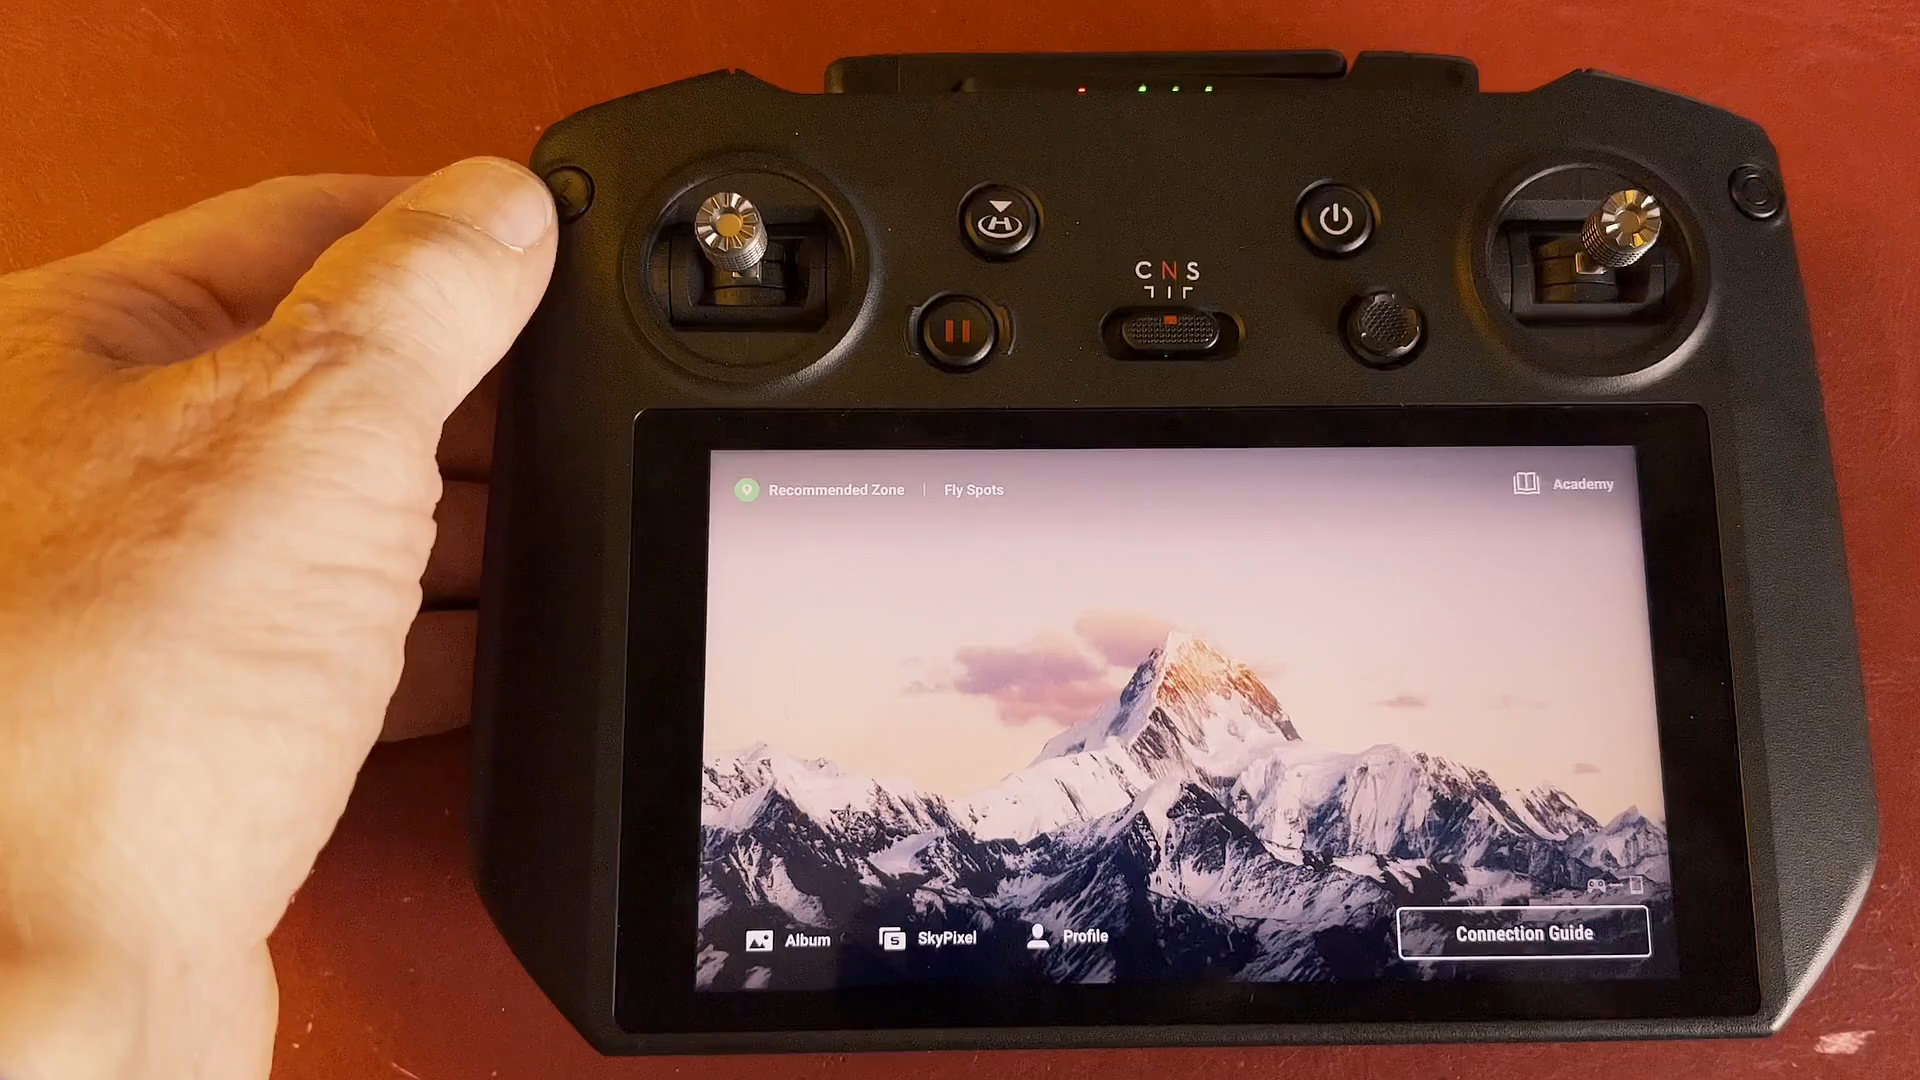 H
C N S
Recommended Zone | Fly Spots
Academy
Album
S
SkyPixel
Profile
Connection Guide